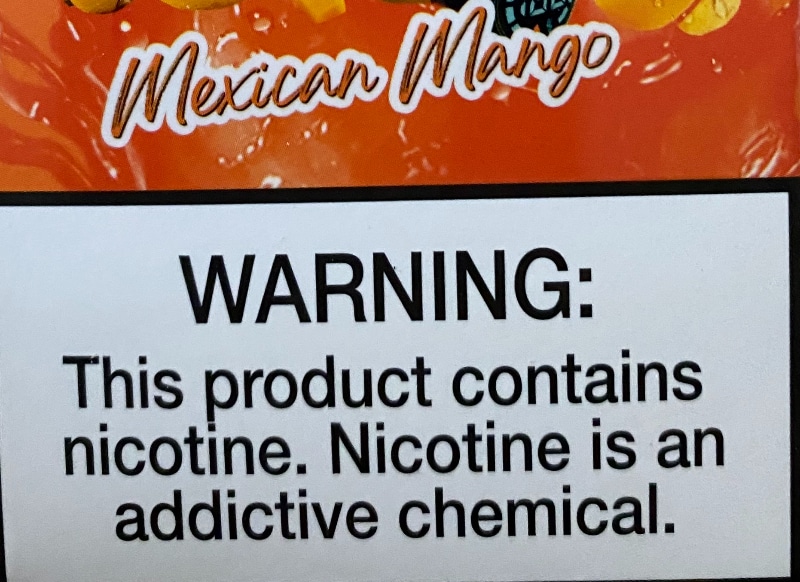 Mexican Mango
WARNING:
This product contains
nicotine. Nicotine is an
addictive chemical.